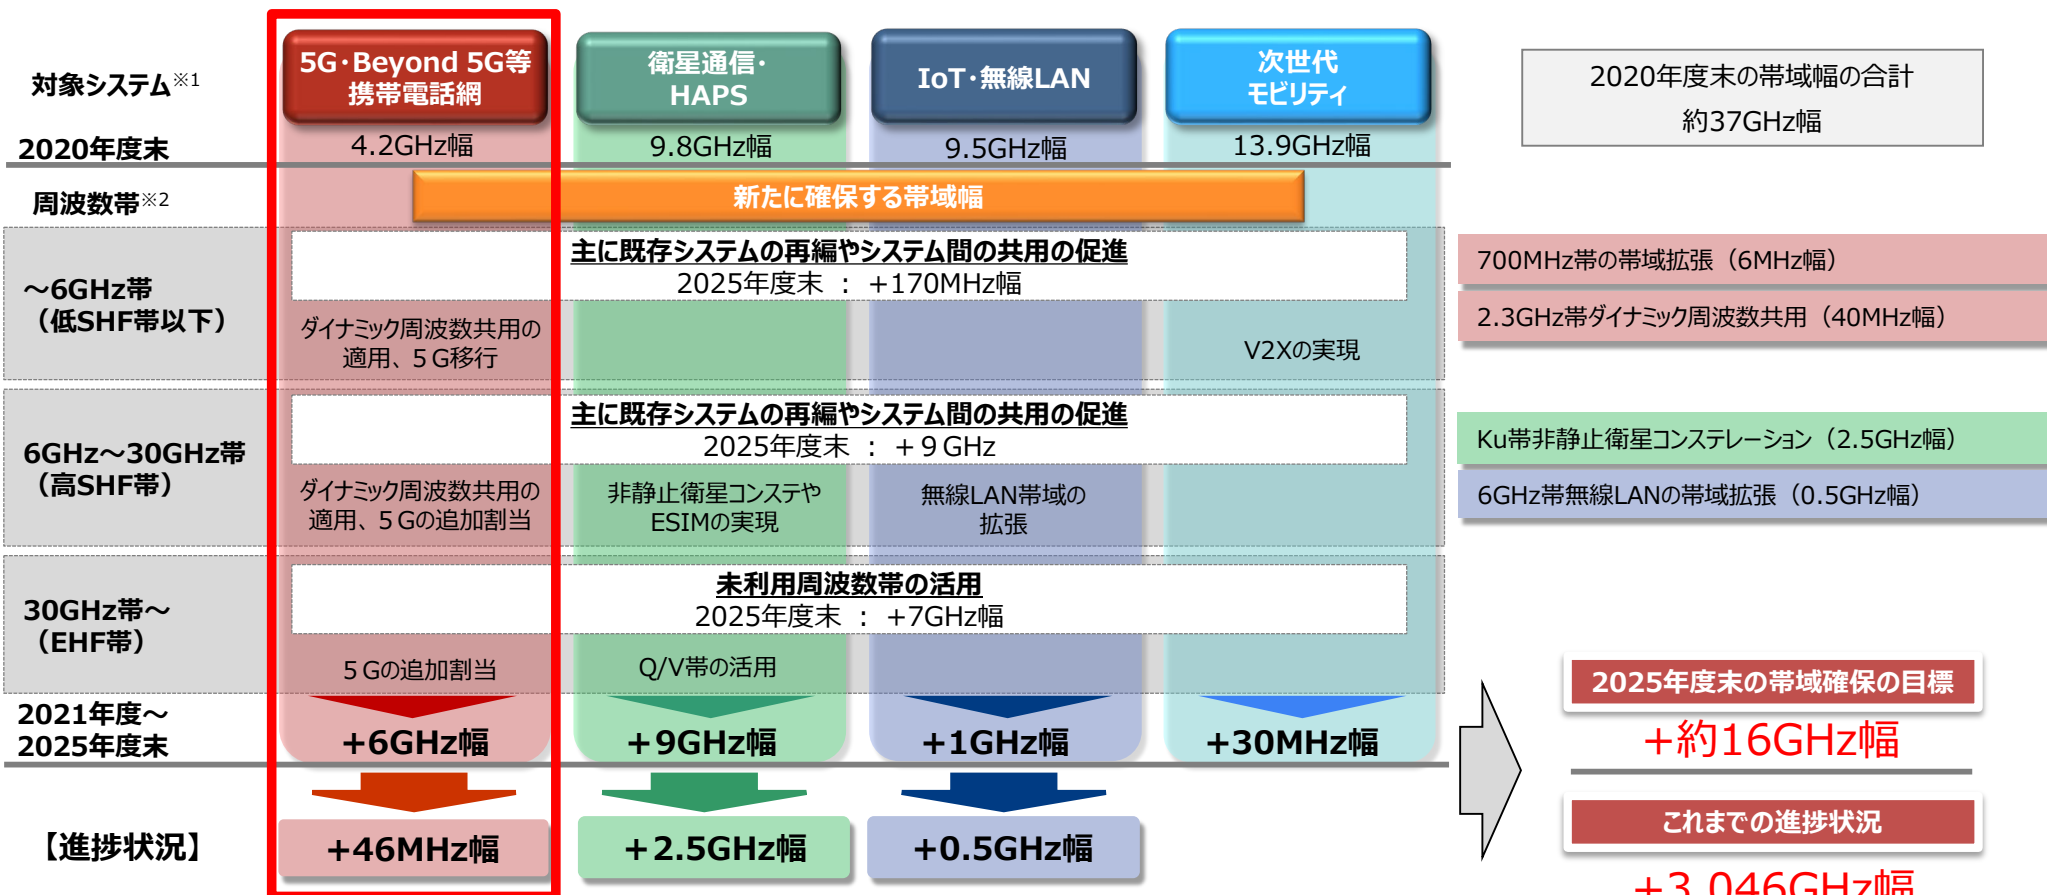 対象システム※1
5G・Beyond 5G等
携帯電話網
衛星通信・
HAPS
IoT・無線LAN
次世代
モビリティ
2020年度末の帯域幅の合計
約37GHz幅
2020年度末
4.2GHz幅
9.8GHz幅
9.5GHz幅
13.9GHz幅
周波数帯※2
新たに確保する帯域幅
～6GHz帯
（低SHF帯以下）
主に既存システムの再編やシステム間の共用の促進
2025年度末 ： +170MHz幅
ダイナミック周波数共用の
適用、５G移行
V2Xの実現
700MHz帯の帯域拡張（6MHz幅）
2.3GHz帯ダイナミック周波数共用（40MHz幅）
6GHz～30GHz帯
（高SHF帯）
主に既存システムの再編やシステム間の共用の促進
2025年度末 ： +９GHz
ダイナミック周波数共用の
適用、５Gの追加割当
非静止衛星コンステや
ESIMの実現
無線LAN帯域の
拡張
Ku帯非静止衛星コンステレーション（2.5GHz幅）
6GHz帯無線LANの帯域拡張（0.5GHz幅）
30GHz帯～
（EHF帯）
未利用周波数帯の活用
2025年度末 ： +7GHz幅
５Gの追加割当
Q/V帯の活用
2021年度～
2025年度末
+6GHz幅
+9GHz幅
+1GHz幅
+30MHz幅
2025年度末の帯域確保の目標
+約16GHz幅
【進捗状況】
+46MHz幅
+2.5GHz幅
+0.5GHz幅
これまでの進捗状況
+3.046GHz幅